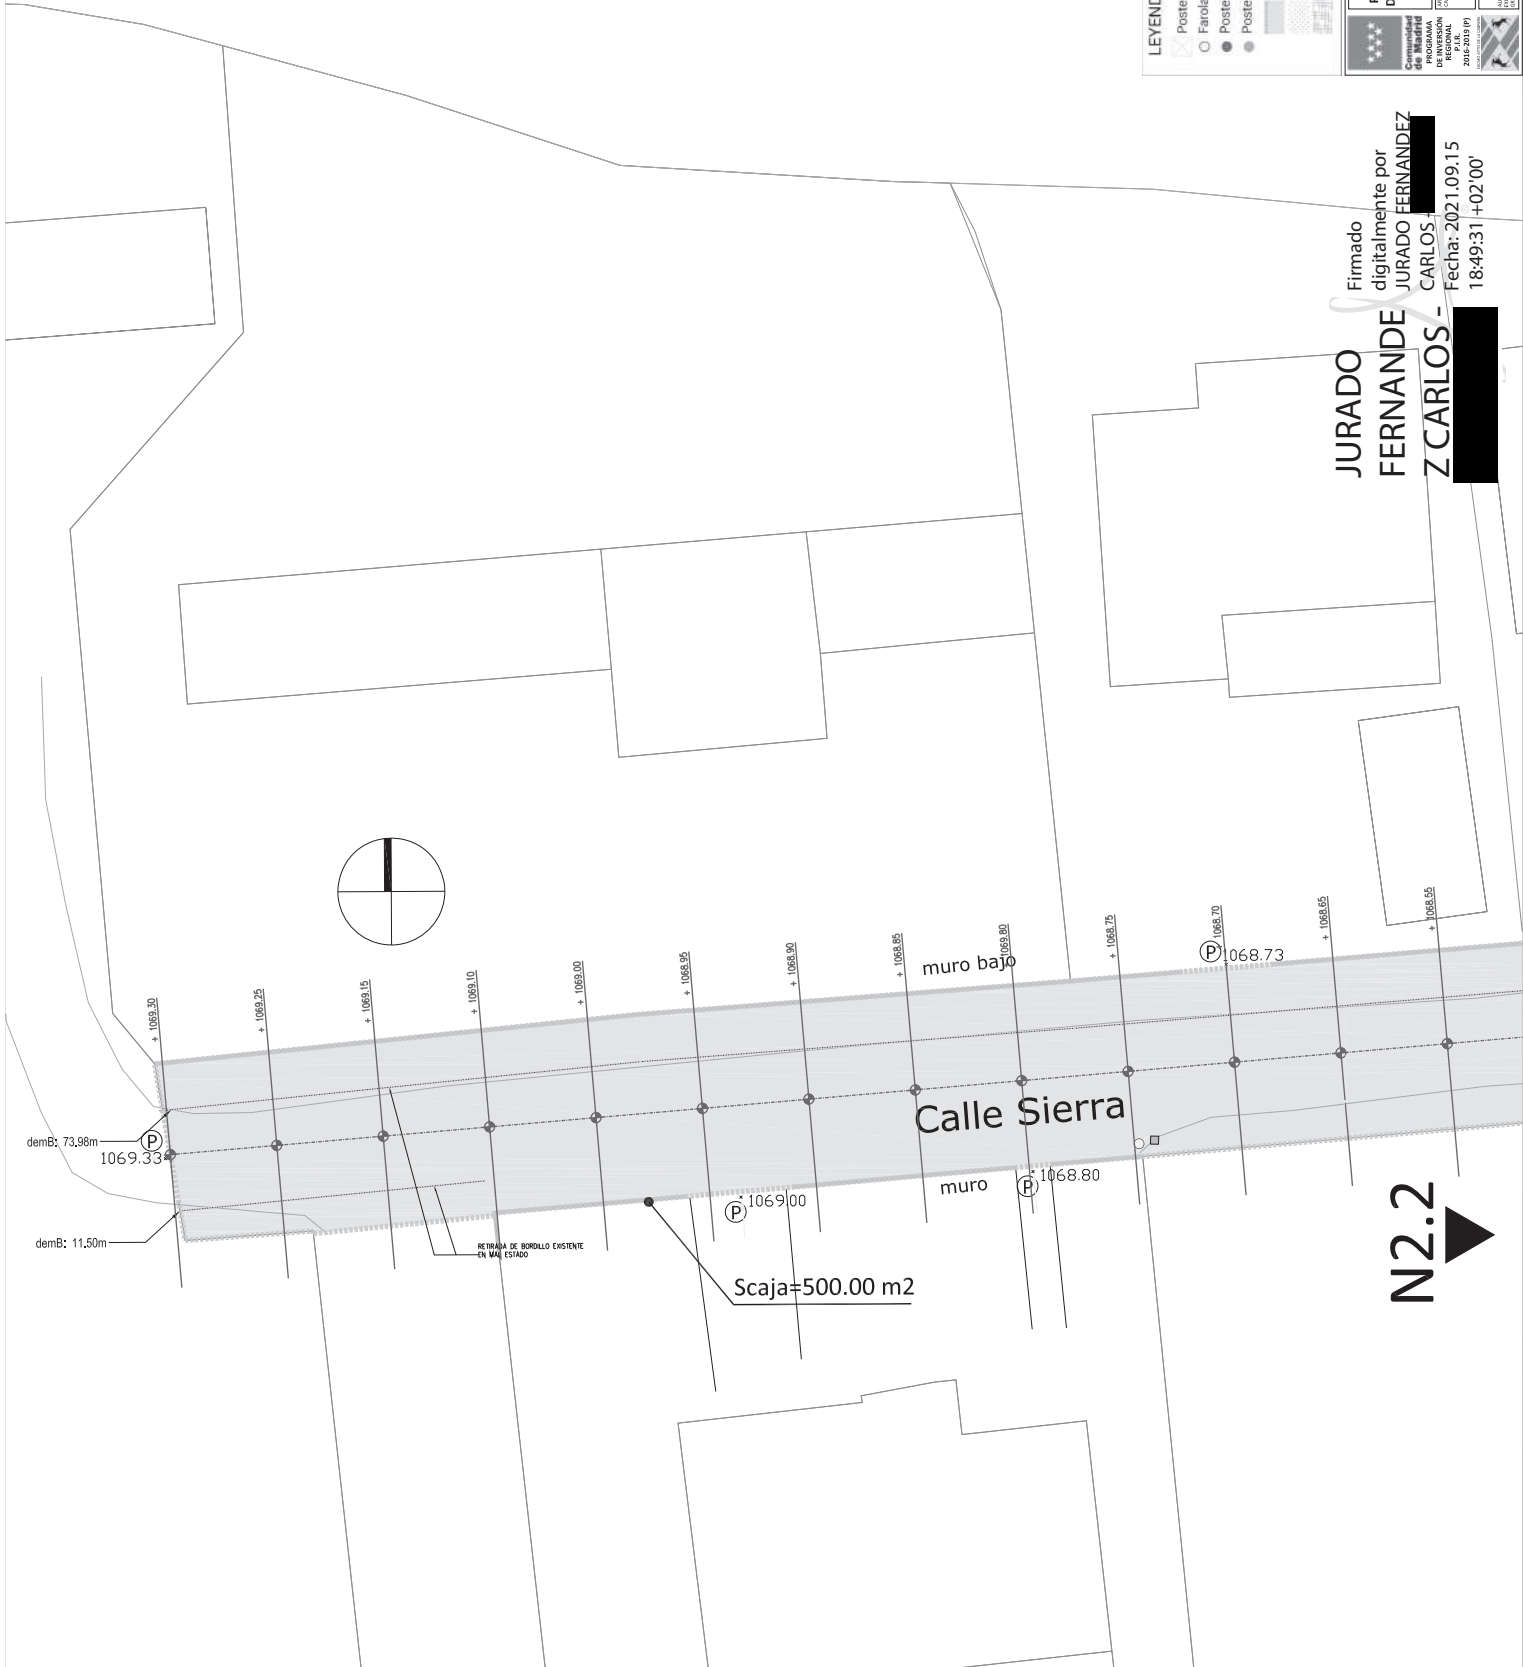 LEYEND
Poste
Farola
Poste
Poste
Comunidad
de Madrid
PROGRAMA
DE INVERSIÓN
REGIONAL
P.I.R.
2016-2019 (P)
Firmado
digitalmente por
JURADO FERNANDEZ
CARLOS -
Fecha: 2021.09.15
18:49:31 +02'00'
JURADO
FERNANDE
Z CARLOS -
+ 1069.30
+ 1069.25
+ 1069.15
+ 1069.10
+ 1069.00
+ 1068.95
+ 1068.90
+ 1068.85
+ 1069.80
+ 1068.75
+ 1068.70
+ 1068.65
+ 1068.55
muro bajo
P 1068.73
Calle Sierra
demB: 73.98m
P
1069.33
demB: 11.50m
muro
P 1068.80
P 1069.00
RETIRADA DE BORDILLO EXISTENTE
EN MAL ESTADO
Scaja=500.00 m2
N2.2